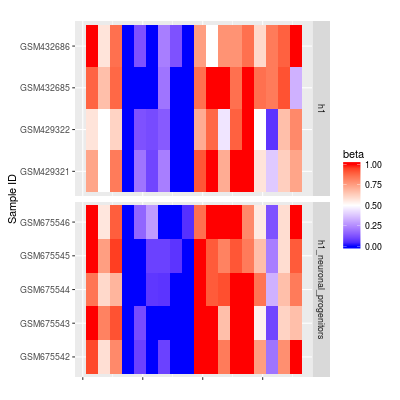 Sample ID
GSM432686
GSM432685
GSM429322
GSM429321
h1
GSM675546
GSM675545
GSM675544
GSM675543
GSM675542
h1_neuronal_progenitors
beta
1.00
0.75
0.50
0.25
0.00